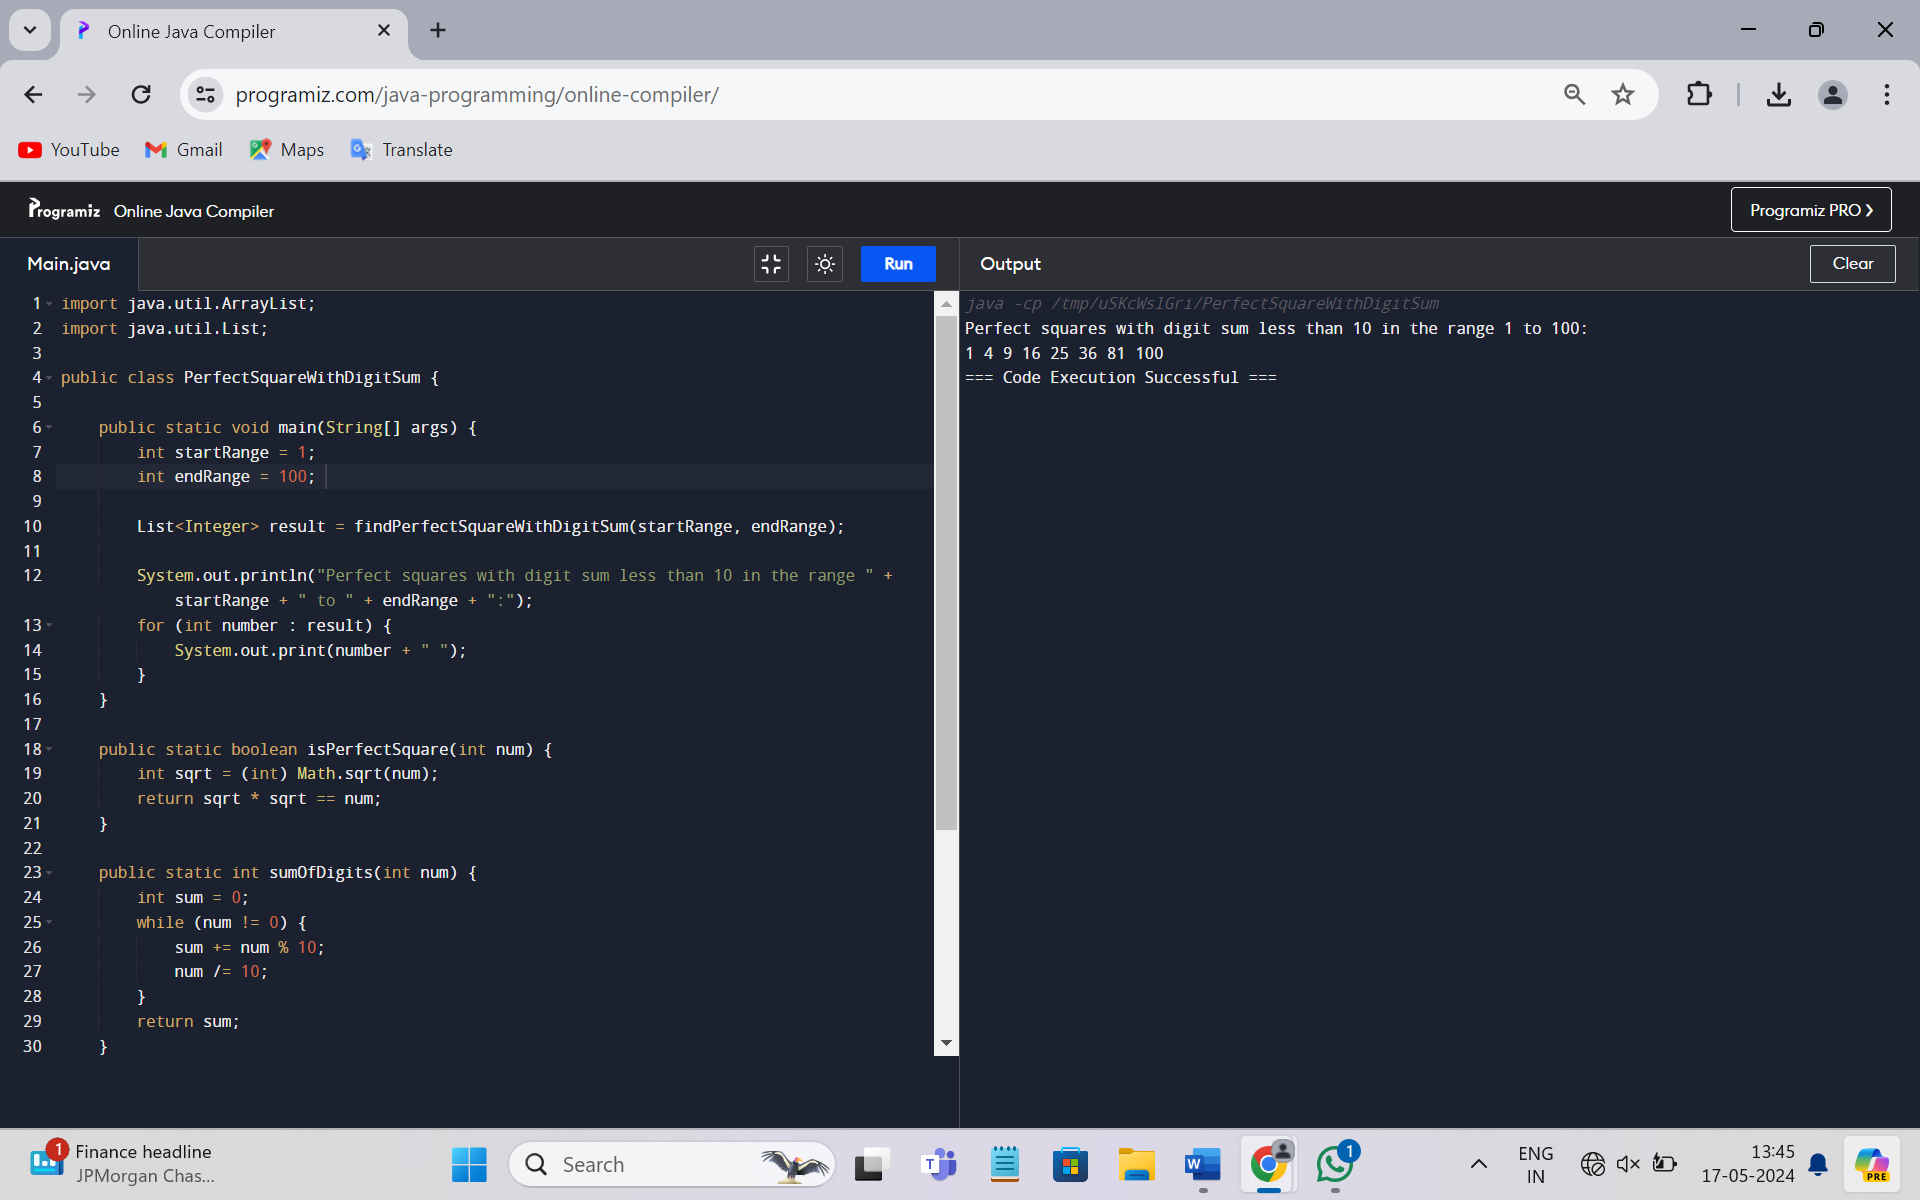 Online Java Compiler
programiz.com/java-programming/online-compiler/
YouTube Gmail Maps Translate
Programiz Online Java Compiler Programiz PRO
Main.java Run Output Clear
1 import java.util.ArrayList;
2 import java.util.List;
3
4 public class PerfectSquareWithDigitSum {
5
6 public static void main(String[] args) {
7 int startRange = 1;
8 int endRange = 100;
9
10 List<Integer> result = findPerfectSquareWithDigitSum(startRange, endRange);
11
12 System.out.println("Perfect squares with digit sum less than 10 in the range " +
startRange + " to " + endRange + ":");
13 for (int number : result) {
14 System.out.print(number + " ");
15 }
16 }
17
18 public static boolean isPerfectSquare(int num) {
19 int sqrt = (int) Math.sqrt(num);
20 return sqrt * sqrt == num;
21 }
22
23 public static int sumOfDigits(int num) {
24 int sum = 0;
25 while (num != 0) {
26 sum += num % 10;
27 num /= 10;
28 }
29 return sum;
30 }
java -cp /tmp/uSKcWslGri/PerfectSquareWithDigitSum
Perfect squares with digit sum less than 10 in the range 1 to 100:
1 4 9 16 25 36 81 100
=== Code Execution Successful ===
1
Finance headline
JPMorgan Chas...
Search
T
W
1
ENG
IN
13:45
17-05-2024
PRE